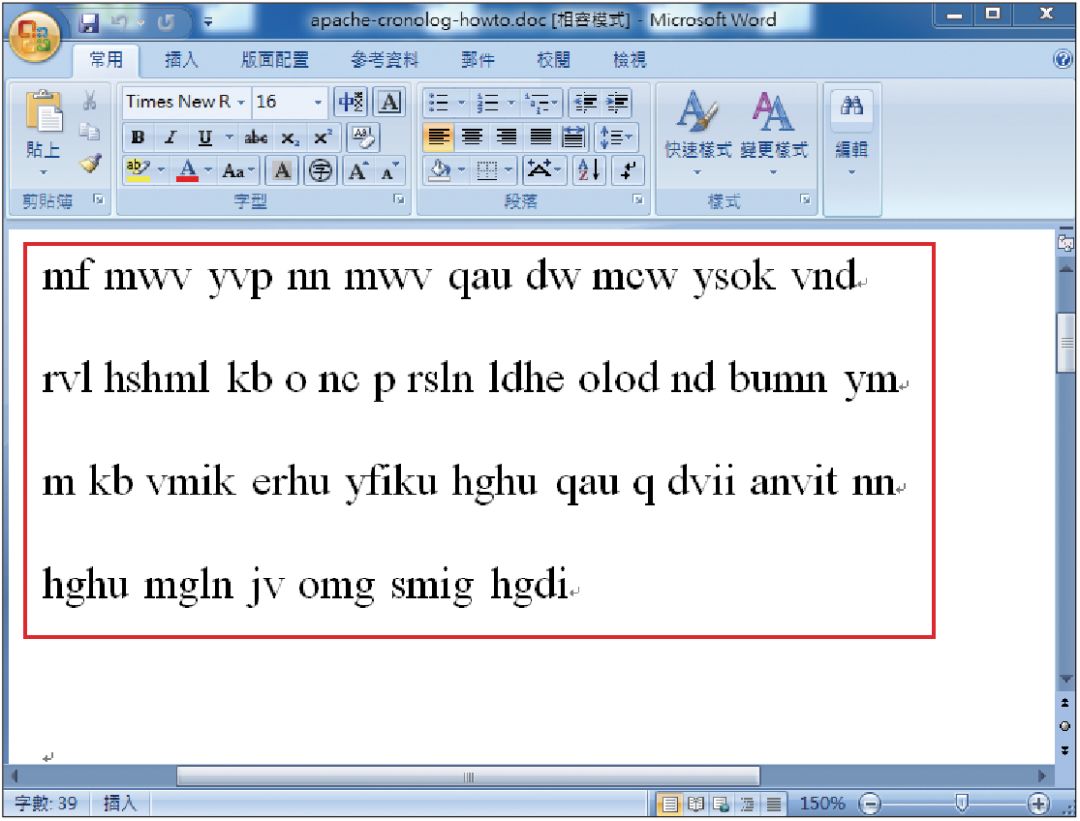 apache-cronolog-howto.doc [相容模式] - Microsoft Word
常用 插入 版面配置 參考資料 郵件 校閱 檢視
Times New R 16
貼上
快速樣式 變更樣式 編輯
剪貼簿 字型 段落 樣式
mf mwv yvp nn mwv qau dw mcw ysok vnd
rvl hshml kb o nc p rsln ldhe olod nd bumn ym
m kb vmik erhu yfiku hghu qau q dvii anvit nn
hghu mgln jv omg smig hgdi
字數: 39 插入 150%